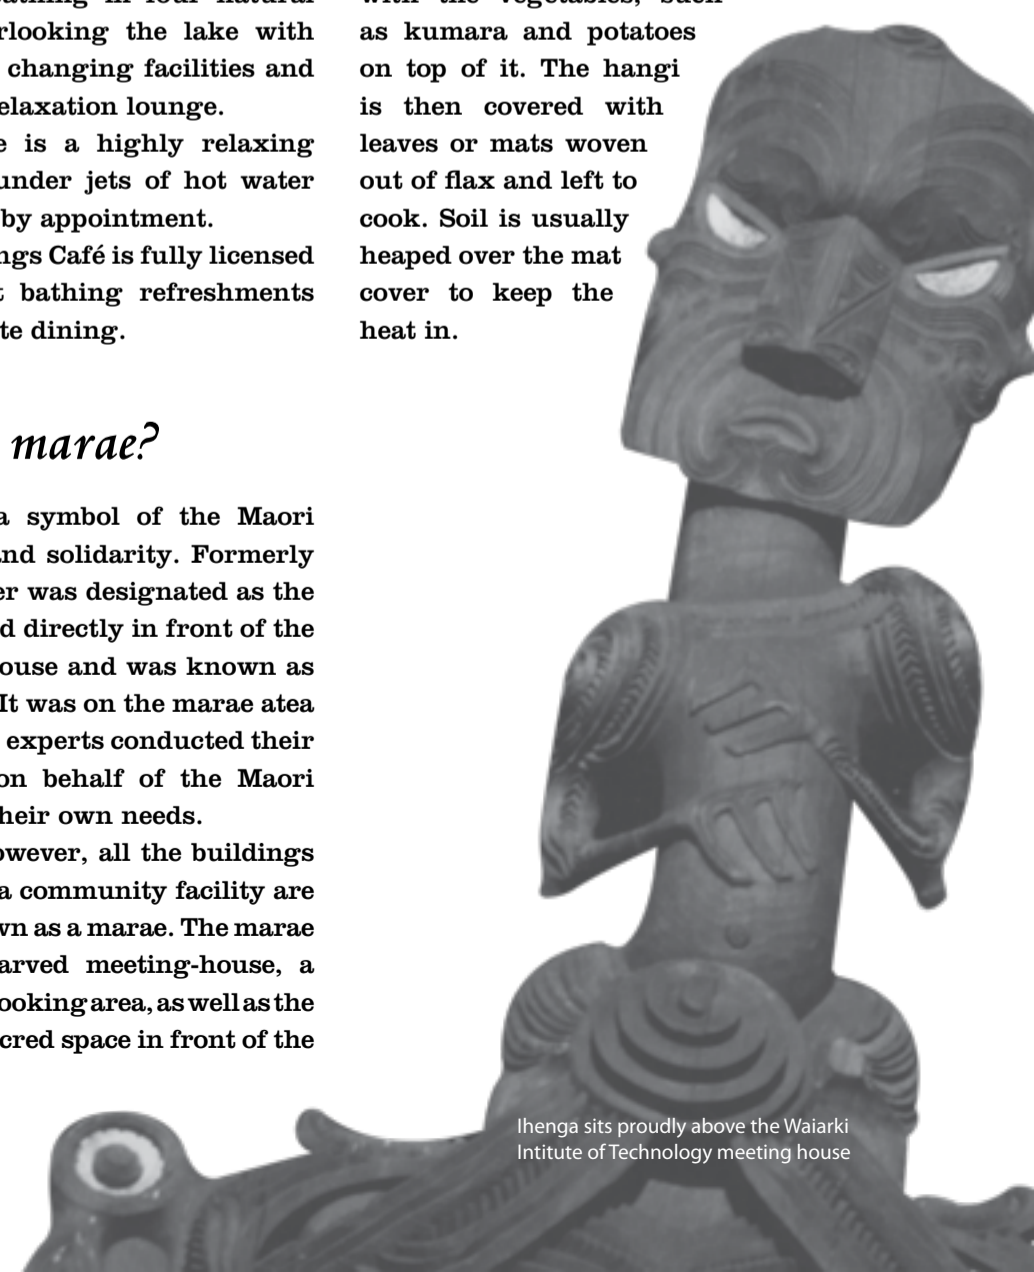 rlooking the lake with
changing facilities and
elaxation lounge.
e is a highly relaxing
under jets of hot water
by appointment.
ngs Café is fully licensed
t bathing refreshments
te dining.
as kumara and potatoes
on top of it. The hangi
is then covered with
leaves or mats woven
out of flax and left to
cook. Soil is usually
heaped over the mat
cover to keep the
heat in.
marae?
a symbol of the Maori
nd solidarity. Formerly
er was designated as the
d directly in front of the
ouse and was known as
It was on the marae atea
experts conducted their
on behalf of the Maori
heir own needs.
owever, all the buildings
a community facility are
wn as a marae. The marae
arved meeting-house, a
ooking area, as well as the
cred space in front of the
Ihenga sits proudly above the Waiarki
Intitute of Technology meeting house